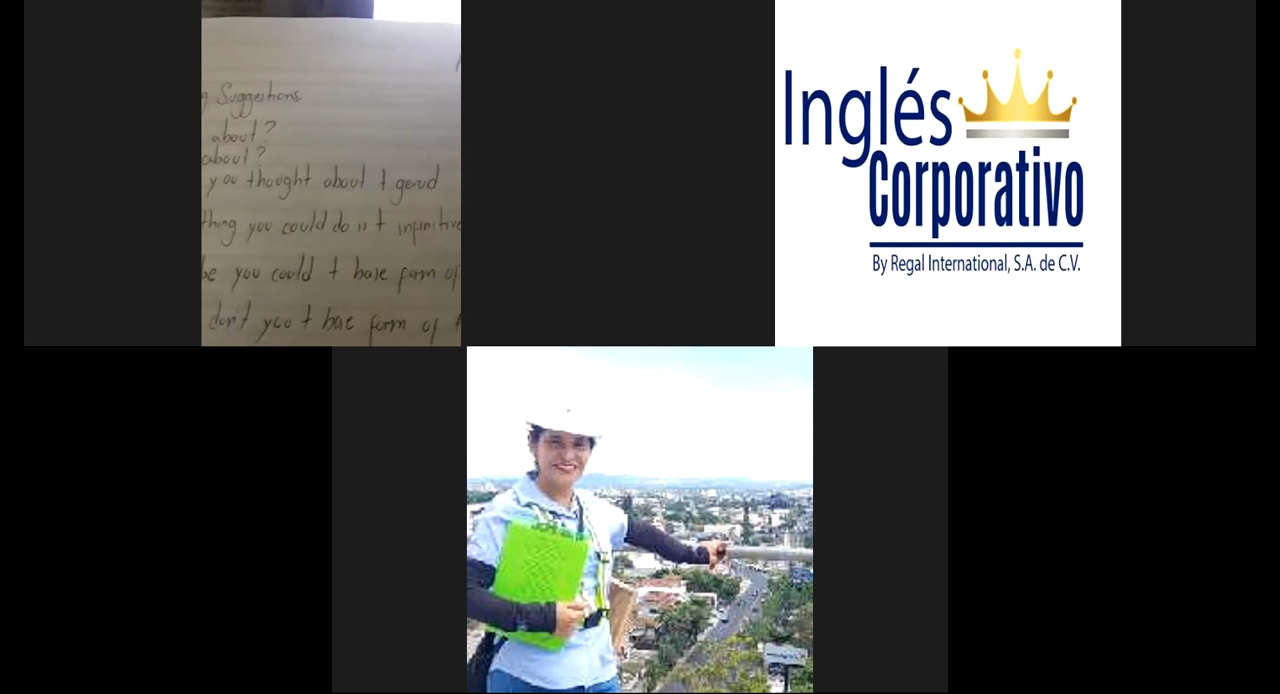 Suggestions.
about?
about?
you thought about + gerud
thing you could do is + infinitive
be you could + base form of
don't you + base form of
Inglés
Corporativo
By Regal International, S.A. de C.V.